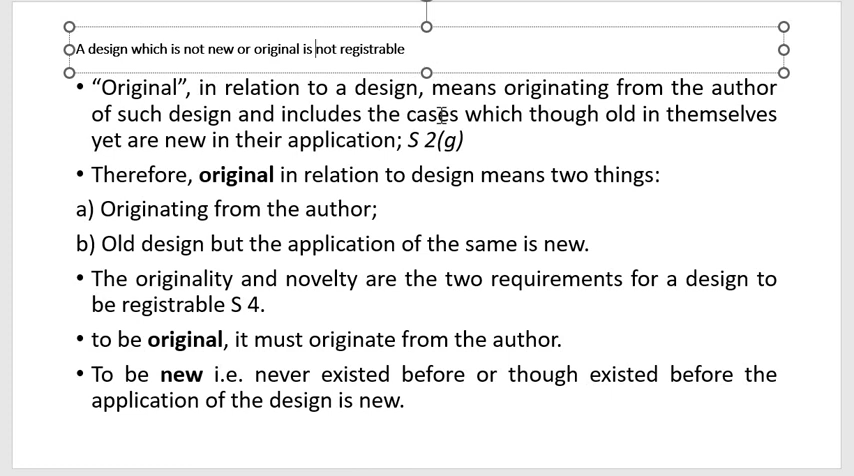 A design which is not new or original is not registrable
• “Original”, in relation to a design, means originating from the author
of such design and includes the cases which though old in themselves
yet are new in their application; S 2(g)
• Therefore, original in relation to design means two things:
a) Originating from the author;
b) Old design but the application of the same is new.
• The originality and novelty are the two requirements for a design to
be registrable S 4.
• to be original, it must originate from the author.
• To be new i.e. never existed before or though existed before the
application of the design is new.